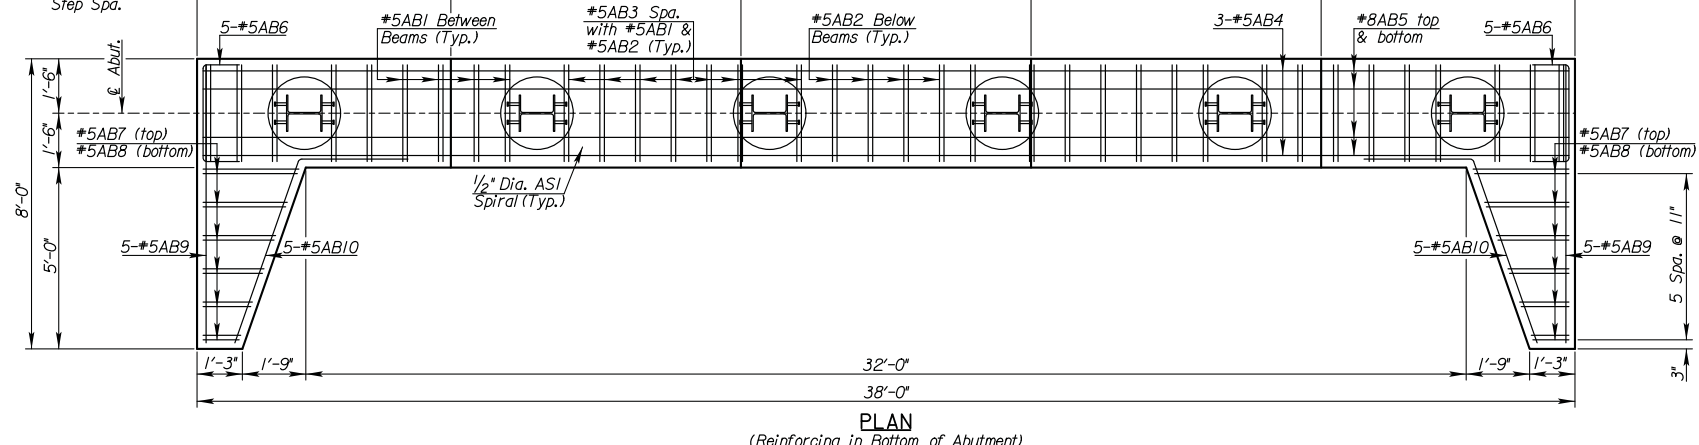 Step Spa.
5-#5AB6
#5AB1 Between
Beams (Typ.)
#5AB3 Spa.
with #5AB1 &
#5AB2 (Typ.)
#5AB2 Below
Beams (Typ.)
3-#5AB4
#8AB5 top
& bottom
5-#5AB6
℄ Abut.
1'-6"
1'-6"
8'-0"
5'-0"
#5AB7 (top)
#5AB8 (bottom)
#5AB7 (top)
#5AB8 (bottom)
1/2" Dia. AS1
Spiral (Typ.)
5-#5AB9
5-#5AB10
5-#5AB10
5-#5AB9
5 Spa. @ 11"
3"
1'-3"
1'-9"
32'-0"
1'-9"
1'-3"
38'-0"
PLAN
(Reinforcing in Bottom of Abutment)